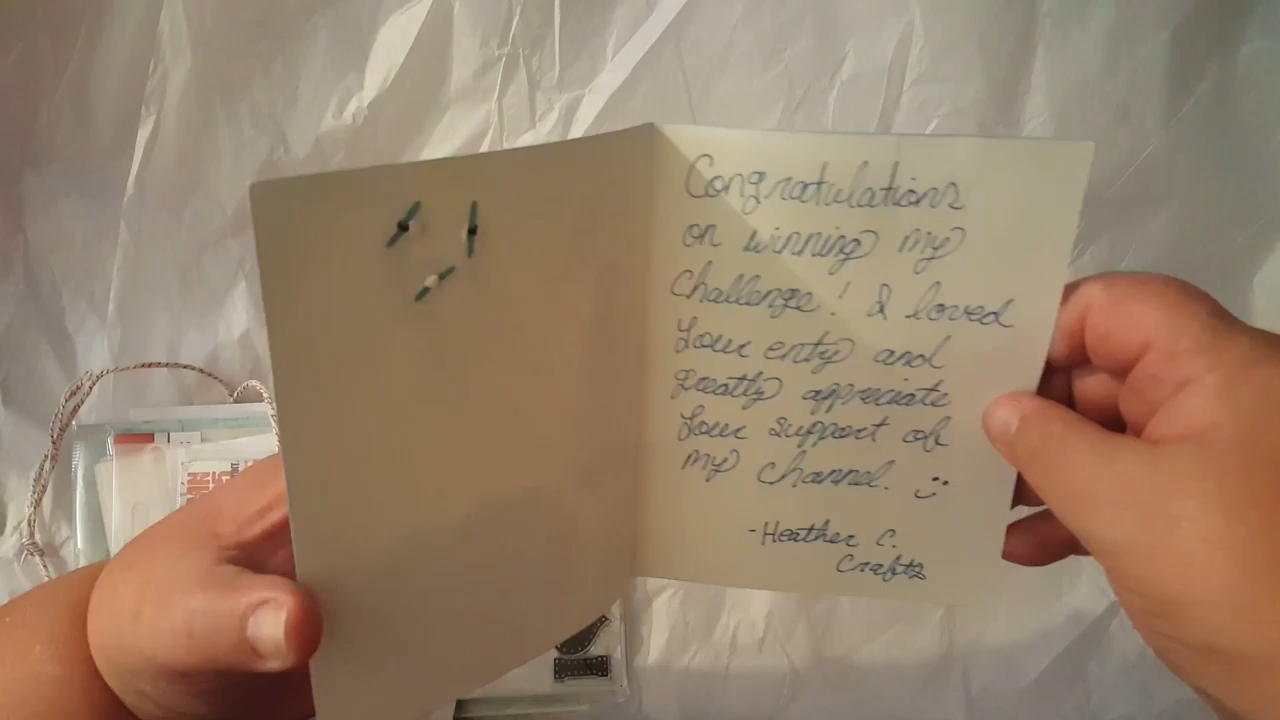 Congratulations
on winning my
challenge! I loved
your entry and
greatly appreciate
your support of
my channel. :)
-Heather C.
Crafts